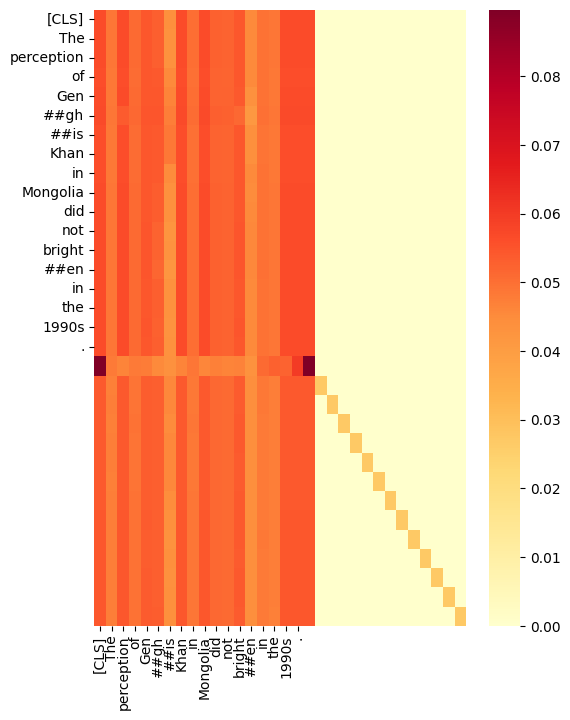 [CLS]
The
perception
of
Gen
##gh
##is
Khan
in
Mongolia
did
not
bright
##en
in
the
1990s
.
0.08
0.07
0.06
0.05
0.04
0.03
0.02
0.01
0.00
[CLS]
The
perception
of
Gen
##gh
##is
Khan
in
Mongolia
did
not
bright
##en
in
the
1990s
.